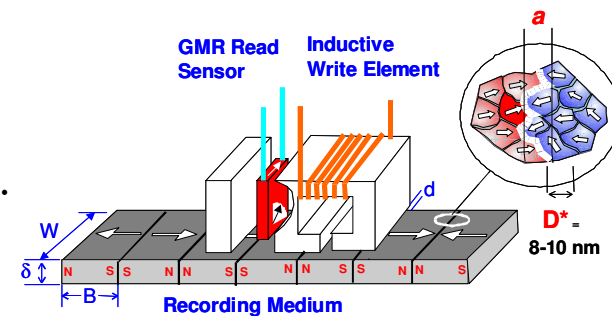 a
GMR Read
Sensor
Inductive
Write Element
d
W
D* =
8-10 nm
δ
N S S N N S S N N S S N N S
B
Recording Medium